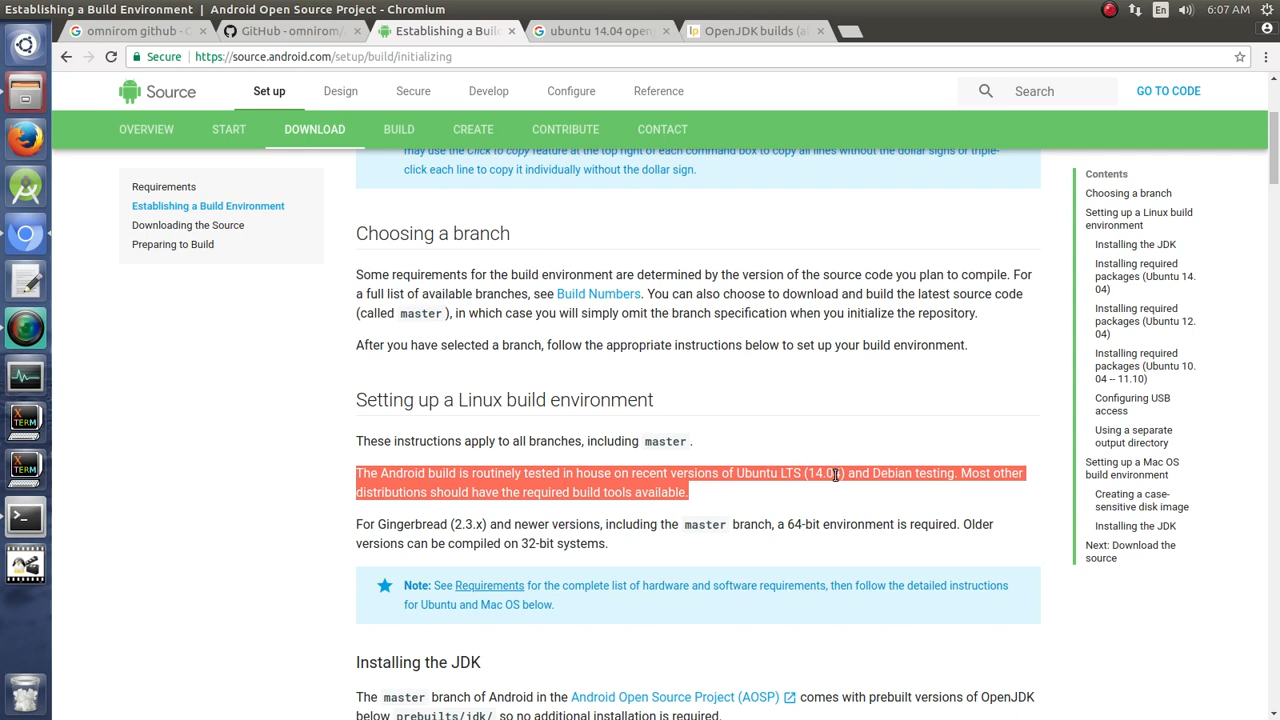 Establishing a Build Environment | Android Open Source Project - Chromium
En
6:07 AM
omnirom github - G
GitHub - omnirom/
Establishing a Buil
ubuntu 14.04 open
OpenJDK builds (al
Secure
https://source.android.com/setup/build/initializing
Source
Set up
Design
Secure
Develop
Configure
Reference
Search
GO TO CODE
OVERVIEW
START
DOWNLOAD
BUILD
CREATE
CONTRIBUTE
CONTACT
Requirements
Establishing a Build Environment
Downloading the Source
Preparing to Build
may use the Click to copy feature at the top right of each command box to copy all lines without the dollar signs or triple-
click each line to copy it individually without the dollar sign.
Choosing a branch
Some requirements for the build environment are determined by the version of the source code you plan to compile. For
a full list of available branches, see Build Numbers. You can also choose to download and build the latest source code
(called master), in which case you will simply omit the branch specification when you initialize the repository.
After you have selected a branch, follow the appropriate instructions below to set up your build environment.
Setting up a Linux build environment
These instructions apply to all branches, including master.
The Android build is routinely tested in house on recent versions of Ubuntu LTS (14.04) and Debian testing. Most other
distributions should have the required build tools available.
For Gingerbread (2.3.x) and newer versions, including the master branch, a 64-bit environment is required. Older
versions can be compiled on 32-bit systems.
Note: See Requirements for the complete list of hardware and software requirements, then follow the detailed instructions
for Ubuntu and Mac OS below.
Installing the JDK
The master branch of Android in the Android Open Source Project (AOSP) comes with prebuilt versions of OpenJDK
below prebuilts/jdk/ so no additional installation is required.
Contents
Choosing a branch
Setting up a Linux build
environment
Installing the JDK
Installing required
packages (Ubuntu 14.
04)
Installing required
packages (Ubuntu 12.
04)
Installing required
packages (Ubuntu 10.
04 – 11.10)
Configuring USB
access
Using a separate
output directory
Setting up a Mac OS
build environment
Creating a case-
sensitive disk image
Installing the JDK
Next: Download the
source
X
TERM
X
TERM